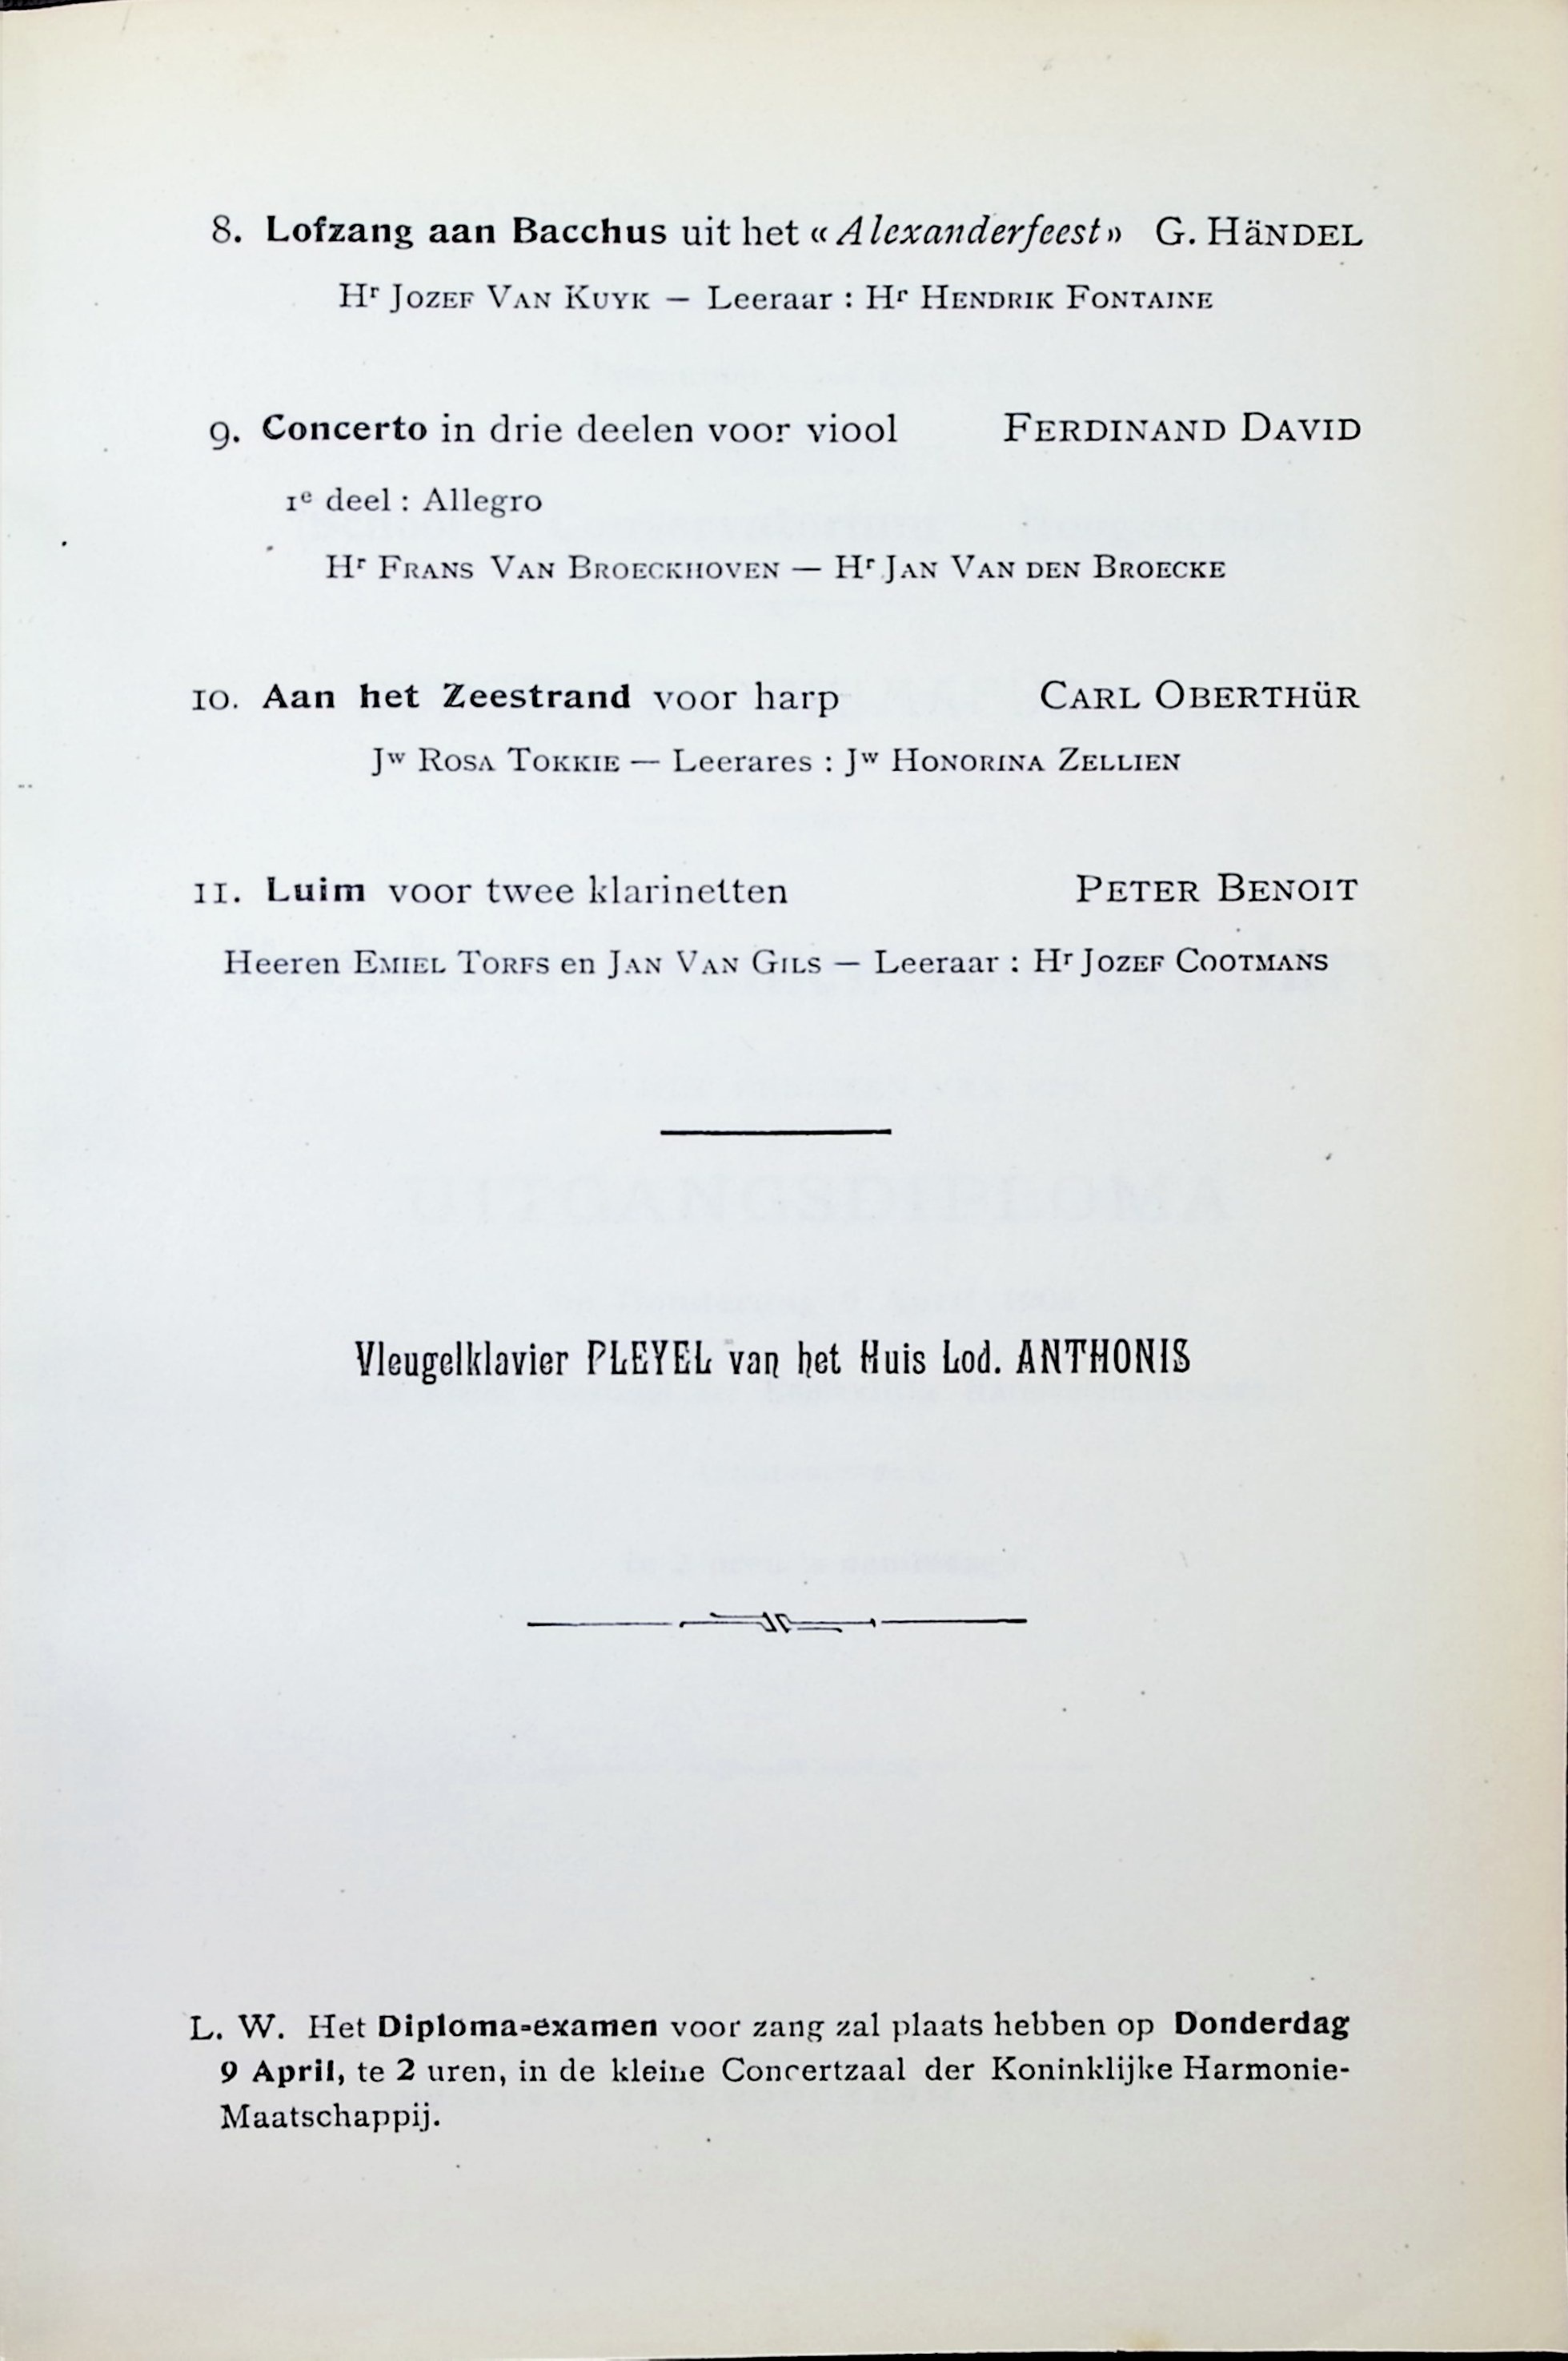 8. Lofzang aan Bacchus uit het « Alexanderfeest » G. HÄNDEL
Hr JOZEF VAN KUYK — Leeraar : Hr HENDRIK FONTAINE
9. Concerto in drie deelen voor viool FERDINAND DAVID
1e deel : Allegro
Hr FRANS VAN BROECKHOVEN — Hr JAN VAN DEN BROECKE
10. Aan het Zeestrand voor harp CARL OBERTHÜR
Jw ROSA TOKKIE — Leerares : Jw HONORINA ZELLIEN
11. Luim voor twee klarinetten PETER BENOIT
Heeren EMIEL TORFS en JAN VAN GILS — Leeraar : Hr JOZEF COOTMANS
Vleugelklavier PLEYEL van het Huis Lod. ANTHONIS
L. W. Het Diploma-examen voor zang zal plaats hebben op Donderdag
9 April, te 2 uren, in de kleine Concertzaal der Koninklijke Harmonie-
Maatschappij.